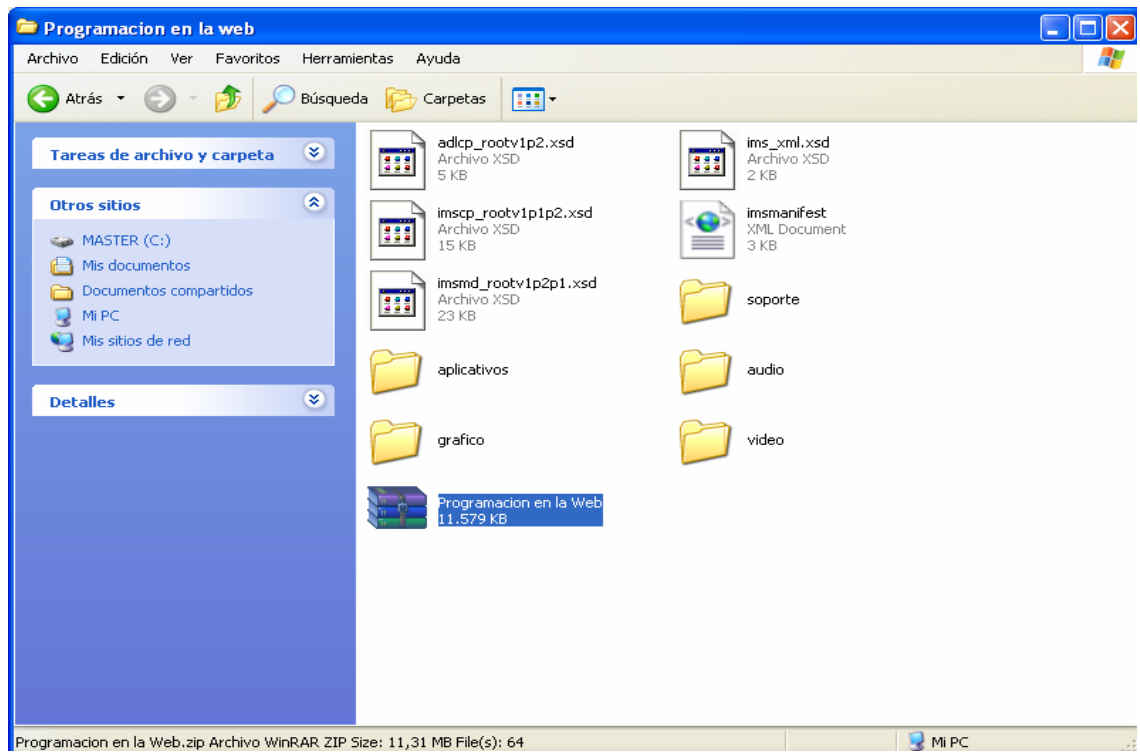 Programacion en la web
Archivo Edición Ver Favoritos Herramientas Ayuda
Atrás Búsqueda Carpetas
Tareas de archivo y carpeta
Otros sitios
MASTER (C:)
Mis documentos
Documentos compartidos
Mi PC
Mis sitios de red
Detalles
adlcp_rootv1p2.xsd
Archivo XSD
5 KB
ims_xml.xsd
Archivo XSD
2 KB
imscp_rootv1p1p2.xsd
Archivo XSD
15 KB
imsmanifest
XML Document
3 KB
imsmd_rootv1p2p1.xsd
Archivo XSD
23 KB
soporte
aplicativos
audio
grafico
video
Programacion en la Web
11.579 KB
Programacion en la Web.zip Archivo WinRAR ZIP Size: 11,31 MB File(s): 64
Mi PC